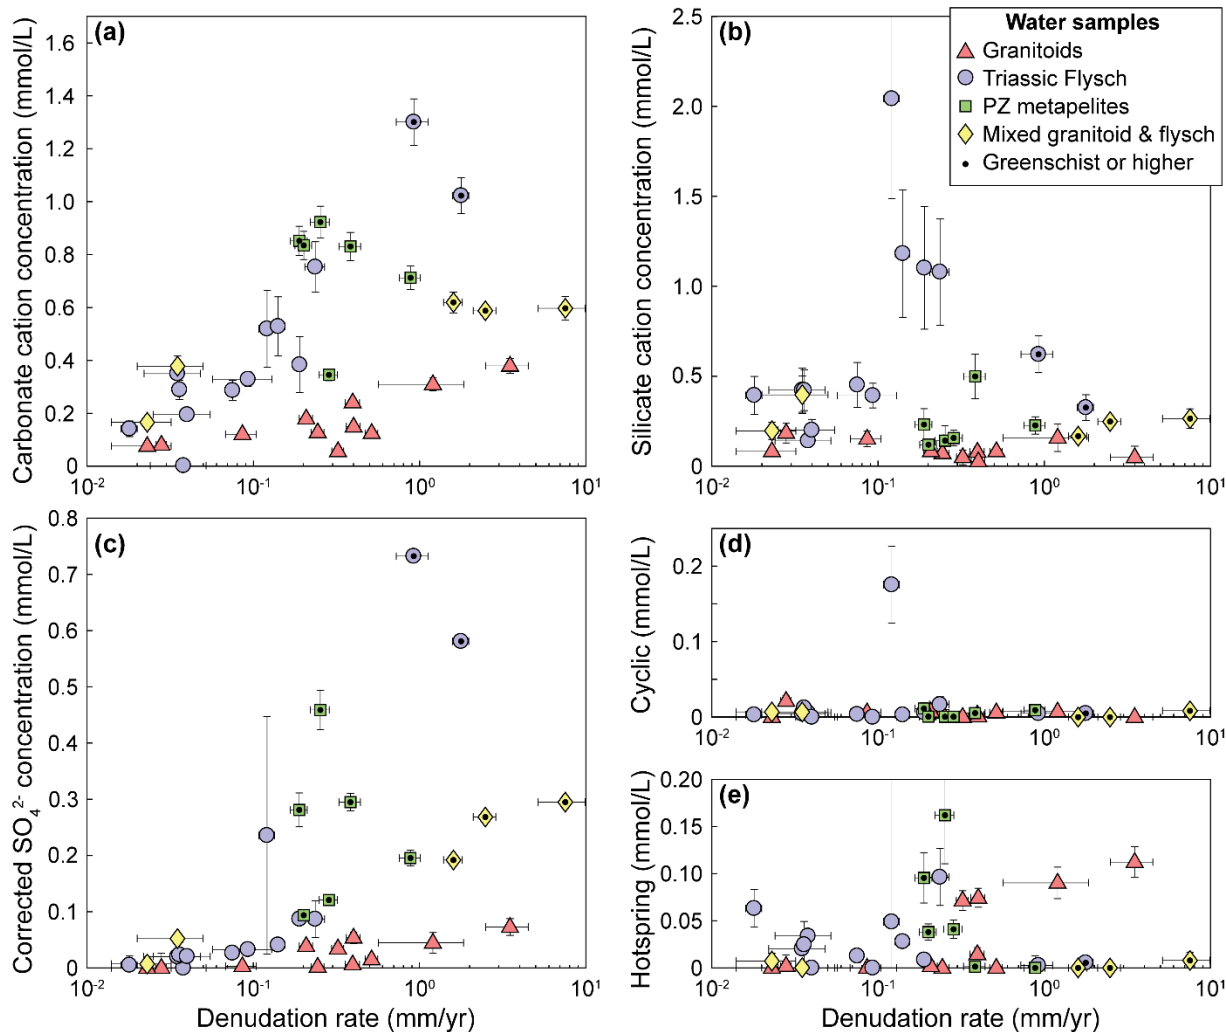 (a)
Carbonate cation concentration (mmol/L)
1.6
1.4
1.2
1.0
0.8
0.6
0.4
0.2
0
10⁻² 10⁻¹ 10⁰ 10¹
(b)
Silicate cation concentration (mmol/L)
2.5
2.0
1.5
1.0
0.5
0
10⁻² 10⁻¹ 10⁰ 10¹
Water samples
Granitoids
Triassic Flysch
PZ metapelites
Mixed granitoid & flysch
Greenschist or higher
(c)
Corrected SO₄²⁻ concentration (mmol/L)
0.8
0.7
0.6
0.5
0.4
0.3
0.2
0.1
0
10⁻² 10⁻¹ 10⁰ 10¹
Denudation rate (mm/yr)
(d)
Cyclic (mmol/L)
0.2
0.1
0
10⁻² 10⁻¹ 10⁰ 10¹
(e)
Hotspring (mmol/L)
0.20
0.15
0.10
0.05
0
10⁻² 10⁻¹ 10⁰ 10¹
Denudation rate (mm/yr)